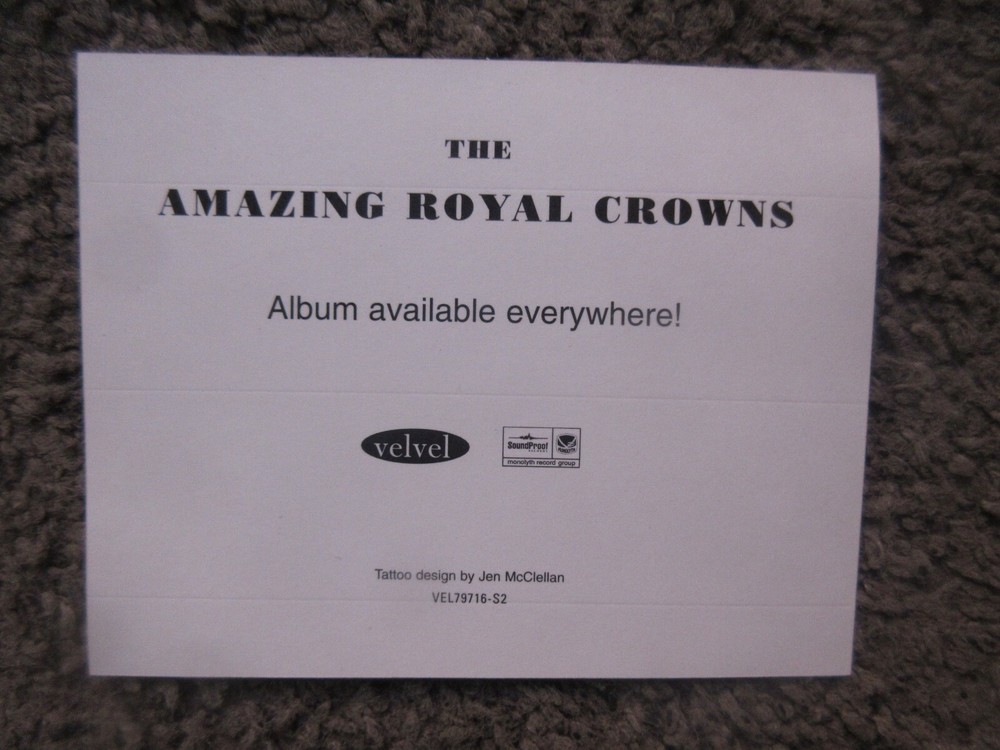 THE
AMAZING ROYAL CROWNS
Album available everywhere!
velvel
SoundProof
monolyth record group
Tattoo design by Jen McClellan
VEL79716-S2